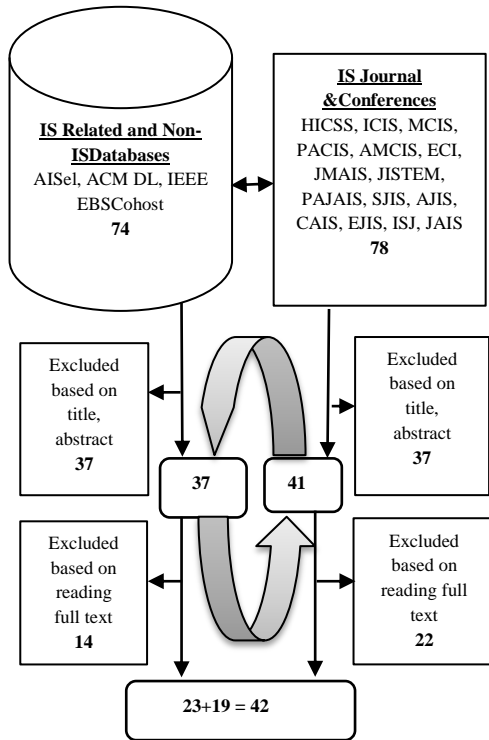 IS Related and Non-
ISDatabases
AISel, ACM DL, IEEE
EBSCohost
74
IS Journal
&Conferences
HICSS, ICIS, MCIS,
PACIS, AMCIS, ECI,
JMAIS, JISTEM,
PAJAIS, SJIS, AJIS,
CAIS, EJIS, ISJ, JAIS
78
Excluded
based on
title,
abstract
37
37
41
Excluded
based on
title,
abstract
37
Excluded
based on
reading
full text
14
Excluded
based on
reading full
text
22
23+19 = 42